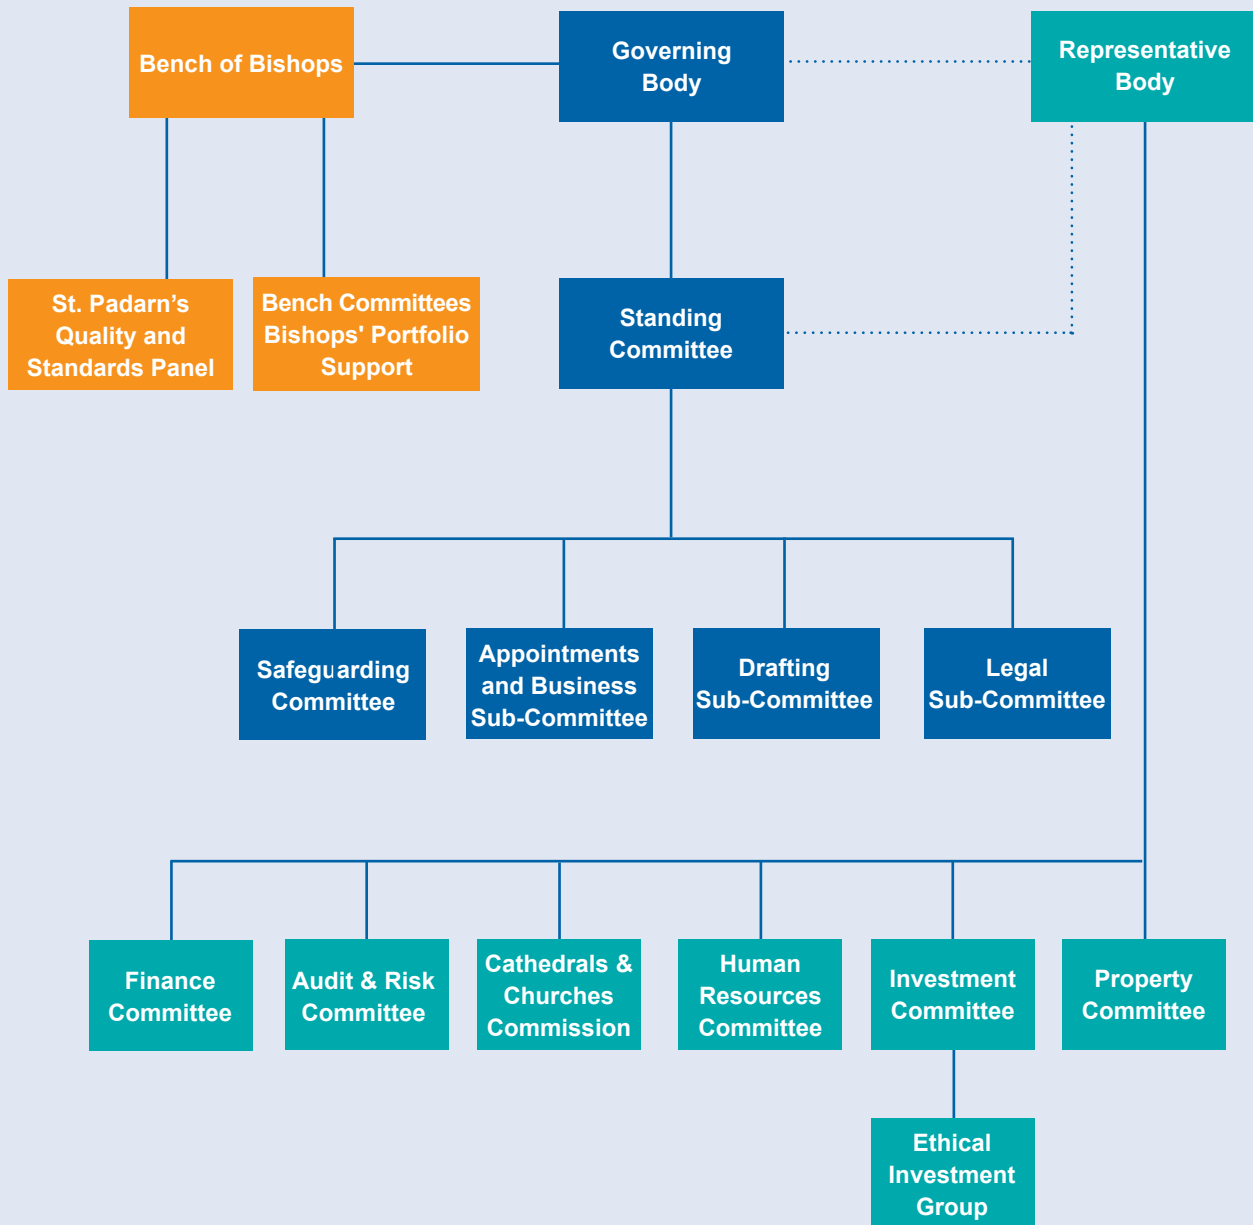 Bench of Bishops
Governing
Body
Representative
Body
St. Padarn’s
Quality and
Standards Panel
Bench Committees
Bishops' Portfolio
Support
Standing
Committee
Safeguarding
Committee
Appointments
and Business
Sub-Committee
Drafting
Sub-Committee
Legal
Sub-Committee
Finance
Committee
Audit & Risk
Committee
Cathedrals &
Churches
Commission
Human
Resources
Committee
Investment
Committee
Property
Committee
Ethical
Investment
Group